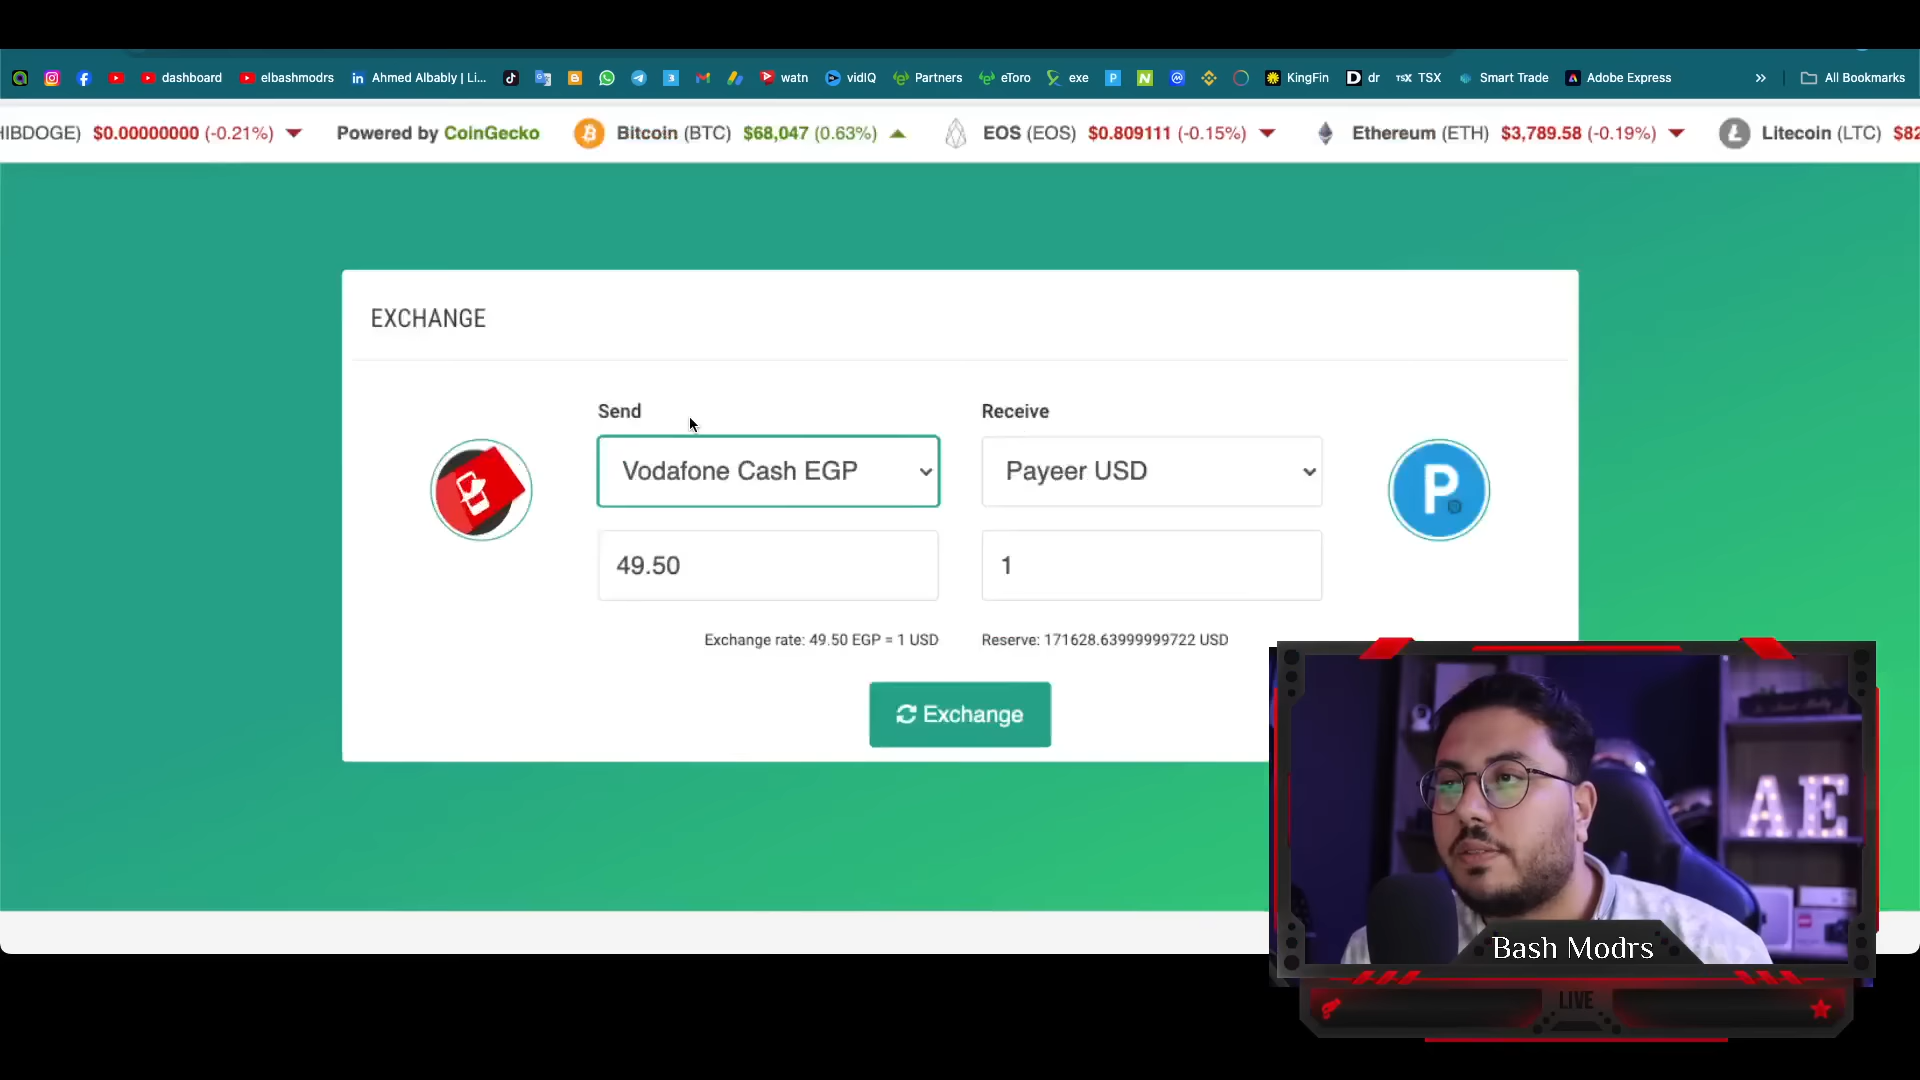 dashboard elbashmodrs Ahmed Albably | Li... watn vidIQ Partners eToro exe KingFin dr TSX TSX Smart Trade Adobe Express » All Bookmarks
HIBDOGE) $0.00000000 (-0.21%) Powered by CoinGecko Bitcoin (BTC) $68,047 (0.63%) EOS (EOS) $0.809111 (-0.15%) Ethereum (ETH) $3,789.58 (-0.19%) Litecoin (LTC) $82
EXCHANGE
Send Receive
Vodafone Cash EGP Payeer USD
P
49.50 1
Exchange rate: 49.50 EGP = 1 USD Reserve: 171628.63999999722 USD
Exchange
AE
Bash Modrs
LIVE